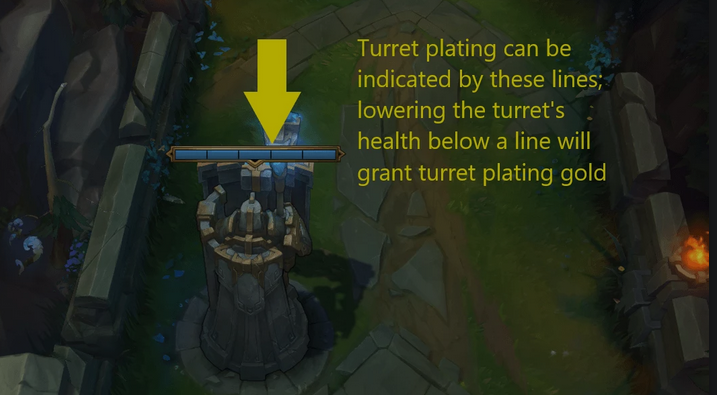 Turret plating can be
indicated by these lines;
lowering the turret's
health below a line will
grant turret plating gold